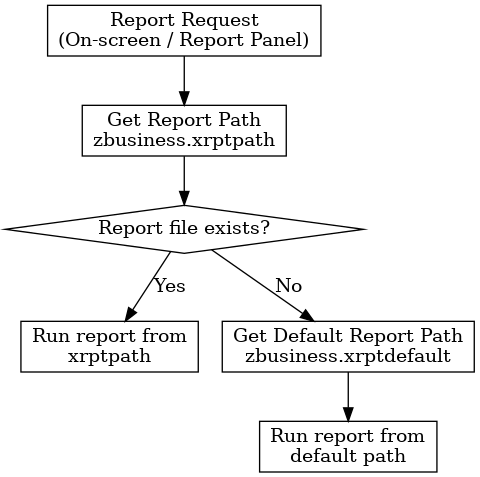 Report Request
(On-screen / Report Panel)
Get Report Path
zbusiness.xrptpath
Report file exists?
Yes
No
Run report from
xrptpath
Get Default Report Path
zbusiness.xrptdefault
Run report from
default path